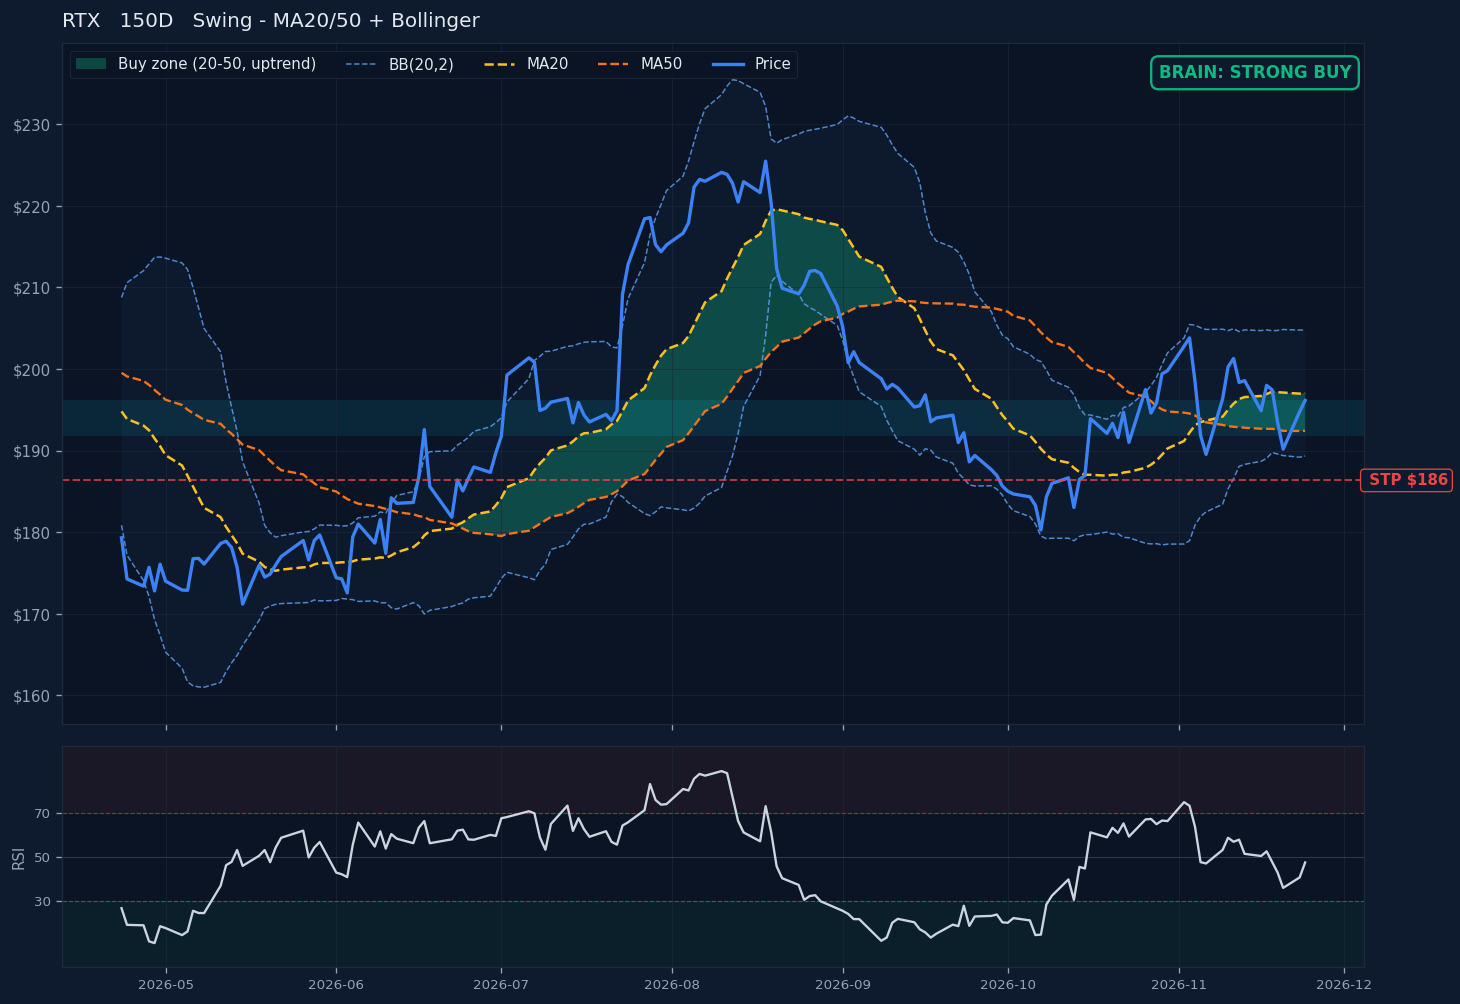 RTX   150D   Swing - MA20/50 + Bollinger
Buy zone (20-50, uptrend)   BB(20,2)   MA20   MA50   Price
BRAIN: STRONG BUY
$230
$220
$210
$200
$190
$180
$170
$160
STP $186
RSI
70
50
30
2026-05   2026-06   2026-07   2026-08   2026-09   2026-10   2026-11   2026-12